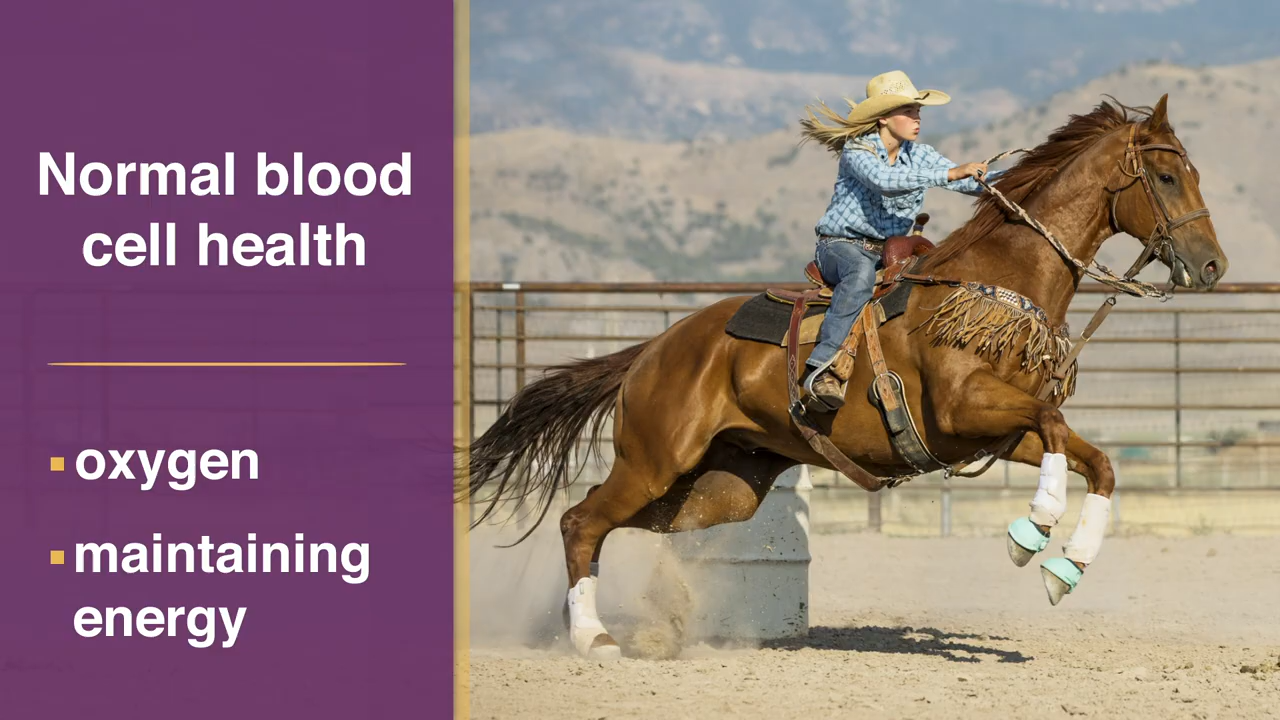 Normal blood
cell health
oxygen
maintaining
energy